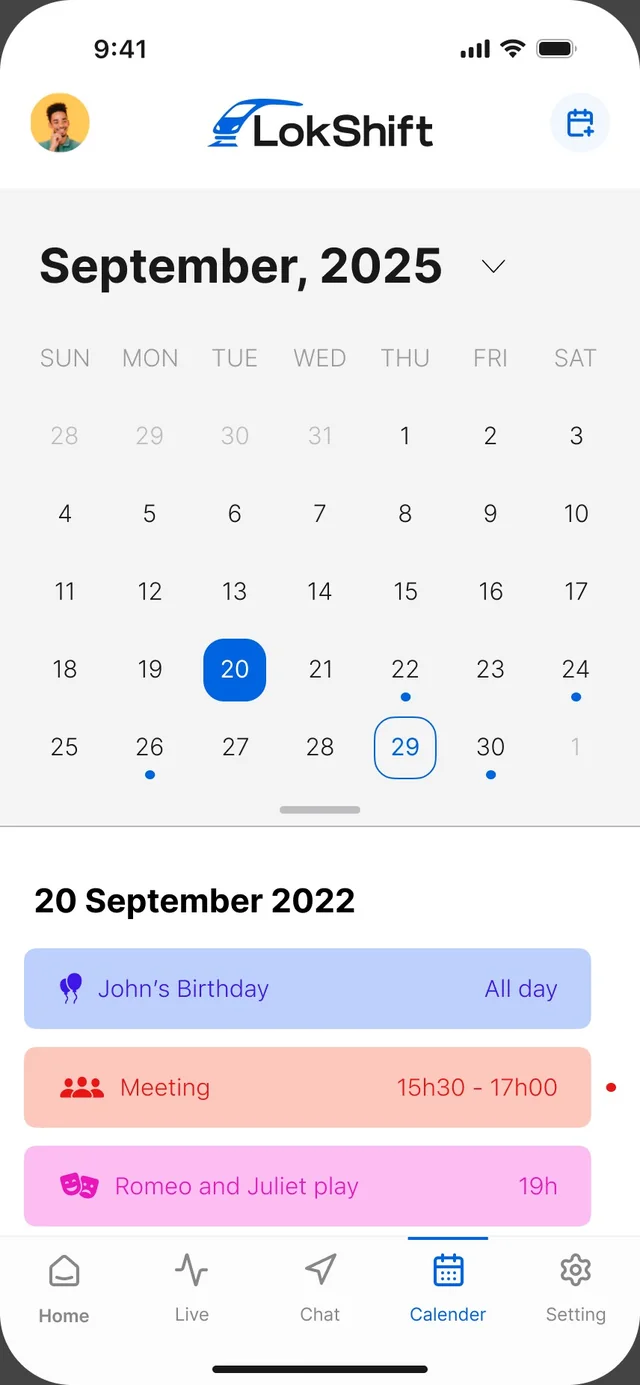 9:41
LokShift
September, 2025
SUN MON TUE WED THU FRI SAT
28 29 30 31 1 2 3
4 5 6 7 8 9 10
11 12 13 14 15 16 17
18 19 20 21 22 23 24
25 26 27 28 29 30 1
20 September 2022
John’s Birthday All day
Meeting 15h30 - 17h00
Romeo and Juliet play 19h
Home Live Chat Calender Setting